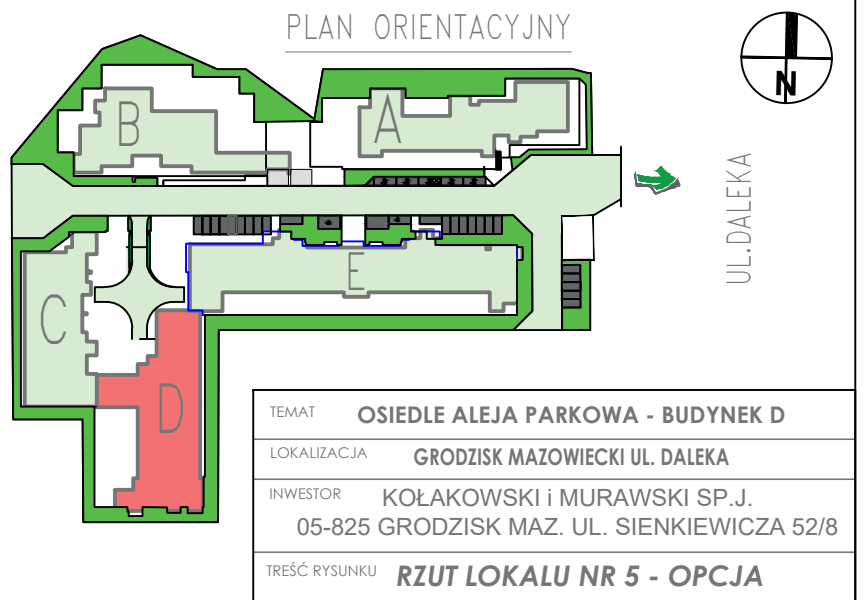 PLAN ORIENTACYJNY
N
B
A
UL.DALEKA
E
C
D
TEMAT OSIEDLE ALEJA PARKOWA - BUDYNEK D
LOKALIZACJA GRODZISK MAZOWIECKI UL. DALEKA
INWESTOR KOŁAKOWSKI i MURAWSKI SP.J.
05-825 GRODZISK MAZ. UL. SIENKIEWICZA 52/8
TREŚĆ RYSUNKU RZUT LOKALU NR 5 - OPCJA